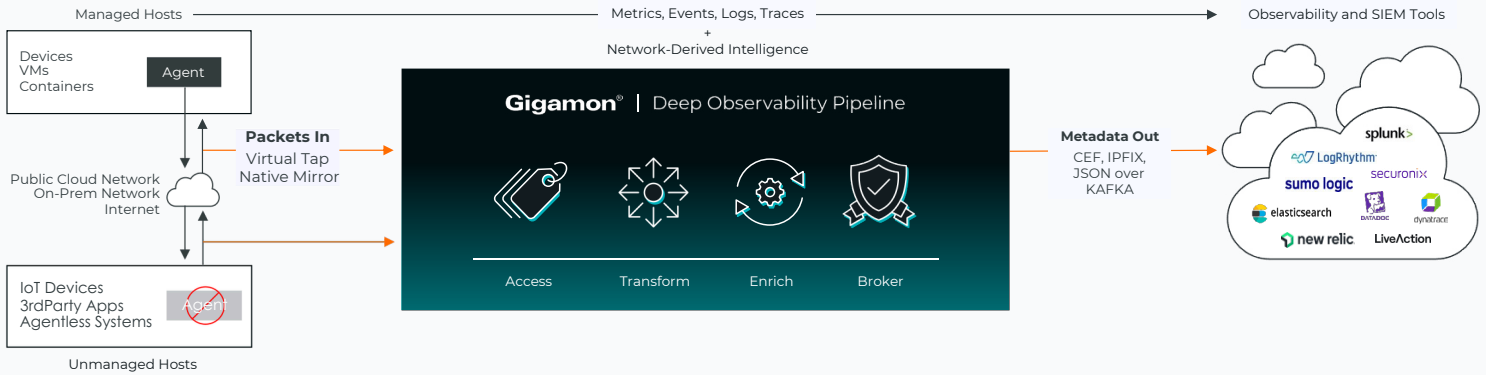 Managed Hosts
Metrics, Events, Logs, Traces
+
Network-Derived Intelligence
Observability and SIEM Tools
Devices
VMs
Containers
Agent
Packets In
Virtual Tap
Native Mirror
Public Cloud Network
On-Prem Network
Internet
IoT Devices
3rdParty Apps
Agentless Systems
Agent
Unmanaged Hosts
Gigamon® | Deep Observability Pipeline
Access
Transform
Enrich
Broker
Metadata Out
CEF, IPFIX,
JSON over
KAFKA
splunk>
LogRhythm
securonix
sumo logic
elasticsearch
DATADOG
dynatrace
new relic
LiveAction